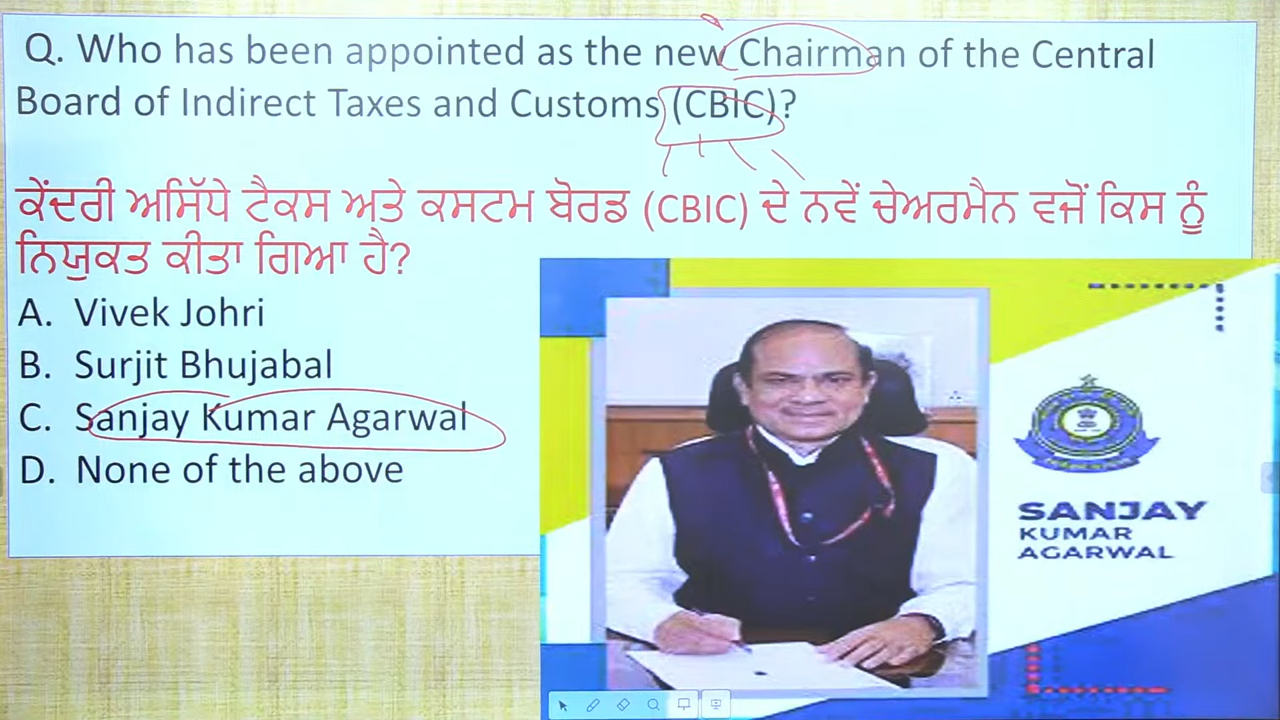 Q. Who has been appointed as the new Chairman of the Central
Board of Indirect Taxes and Customs (CBIC)?
ਕੇਂਦਰੀ ਅਸਿੱਧੇ ਟੈਕਸ ਅਤੇ ਕਸਟਮ ਬੋਰਡ (CBIC) ਦੇ ਨਵੇਂ ਚੇਅਰਮੈਨ ਵਜੋਂ ਕਿਸ ਨੂੰ
ਨਿਯੁਕਤ ਕੀਤਾ ਗਿਆ ਹੈ?
A. Vivek Johri
B. Surjit Bhujabal
C. Sanjay Kumar Agarwal
D. None of the above
SANJAY
KUMAR
AGARWAL